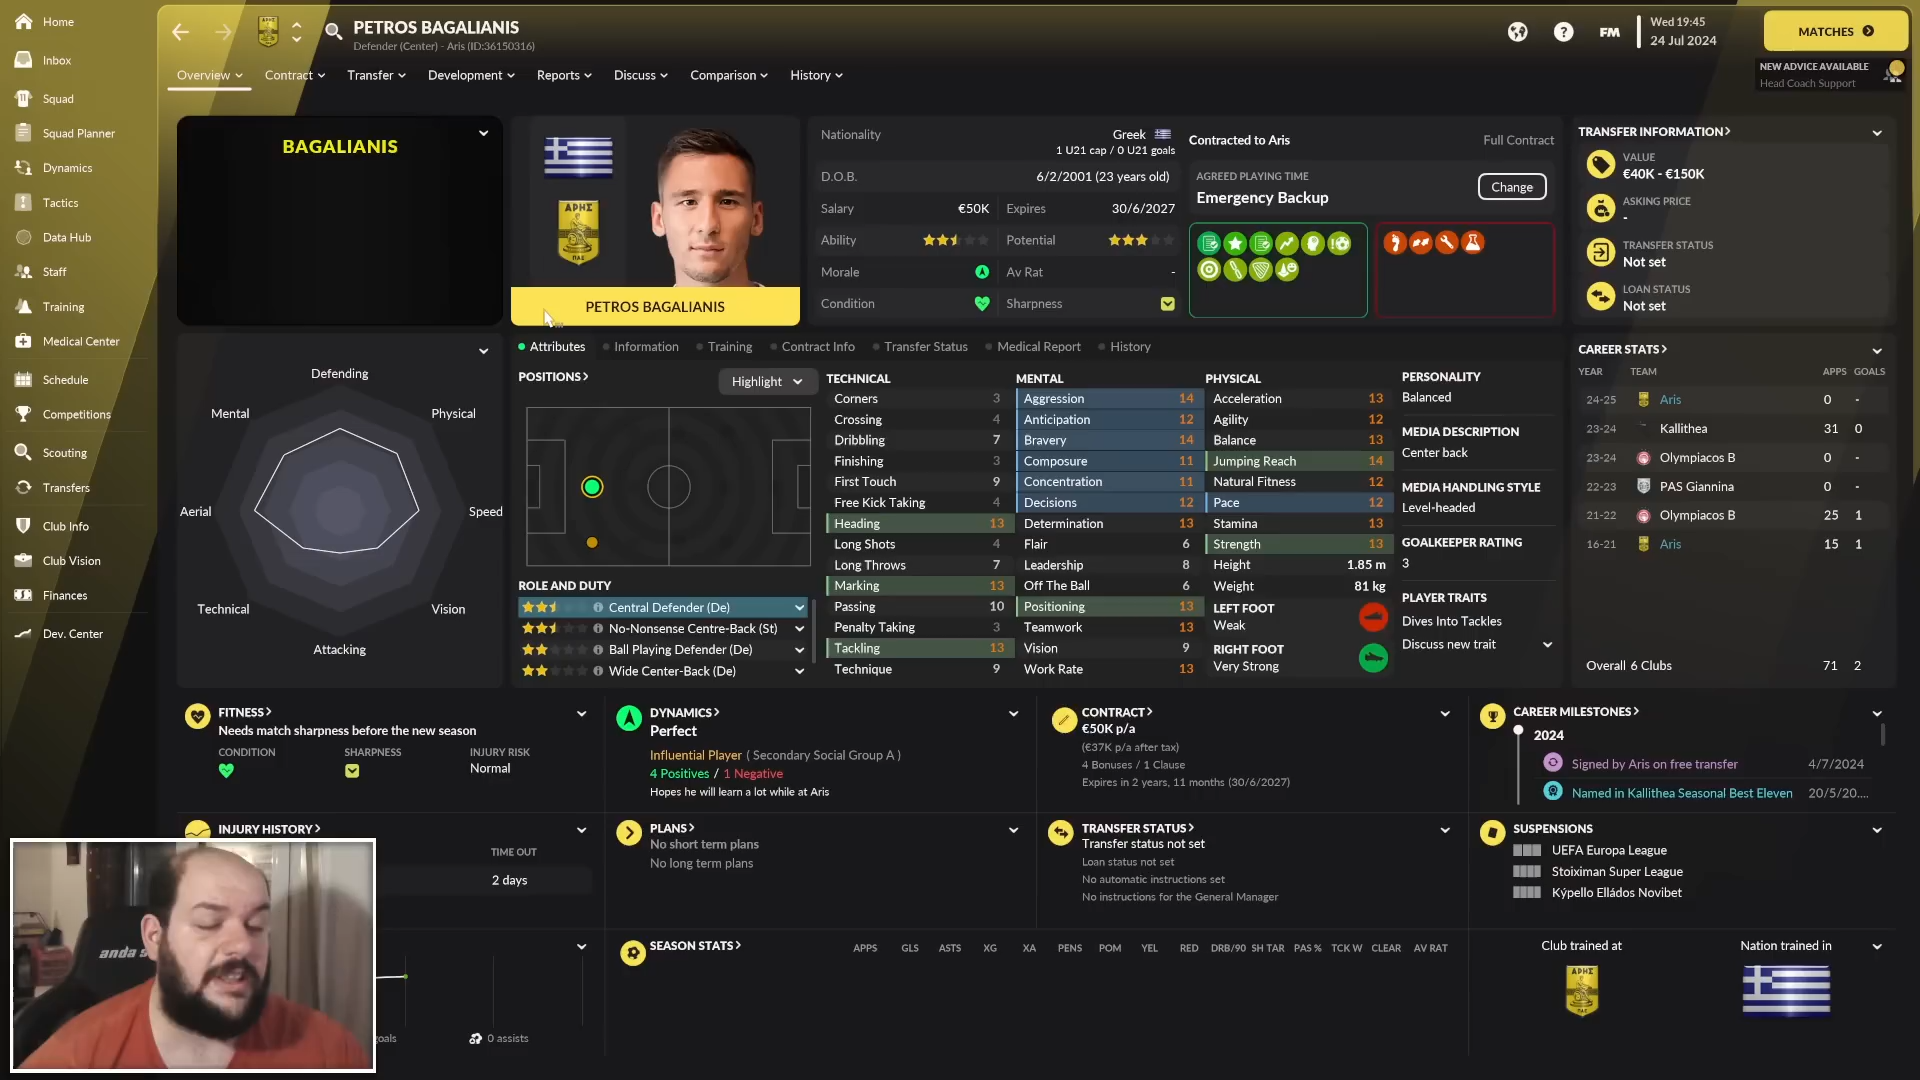 Home
Inbox
Squad
Squad Planner
Dynamics
Tactics
Data Hub
Staff
Training
Medical Center
Schedule
Competitions
Scouting
Transfers
Club Info
Club Vision
Finances
Dev. Center
PETROS BAGALIANIS
Defender (Center) - Aris (ID:36150316)
FM
Wed 19:45
24 Jul 2024
MATCHES
NEW ADVICE AVAILABLE
Head Coach Support
Overview Contract Transfer Development Reports Discuss Comparison History
BAGALIANIS
ΑΡΗΣ
PETROS BAGALIANIS
Nationality Greek
1 U21 cap / 0 U21 goals
D.O.B. 6/2/2001 (23 years old)
Salary €50K Expires 30/6/2027
Ability Potential
Morale Av Rat -
Condition Sharpness
Contracted to Aris Full Contract
AGREED PLAYING TIME
Emergency Backup
Change
TRANSFER INFORMATION>
VALUE
€40K - €150K
ASKING PRICE
-
TRANSFER STATUS
Not set
LOAN STATUS
Not set
Defending
Mental Physical
Aerial Speed
Technical Vision
Attacking
Attributes Information Training Contract Info Transfer Status Medical Report History
POSITIONS>
Highlight
ROLE AND DUTY
Central Defender (De)
No-Nonsense Centre-Back (St)
Ball Playing Defender (De)
Wide Center-Back (De)
TECHNICAL
Corners 3
Crossing 4
Dribbling 7
Finishing 3
First Touch 9
Free Kick Taking 4
Heading 13
Long Shots 4
Long Throws 7
Marking 13
Passing 10
Penalty Taking 3
Tackling 13
Technique 9
MENTAL
Aggression 14
Anticipation 12
Bravery 14
Composure 11
Concentration 11
Decisions 12
Determination 13
Flair 6
Leadership 8
Off The Ball 6
Positioning 13
Teamwork 13
Vision 9
Work Rate 13
PHYSICAL
Acceleration 13
Agility 12
Balance 13
Jumping Reach 14
Natural Fitness 12
Pace 12
Stamina 13
Strength 13
Height 1.85 m
Weight 81 kg
LEFT FOOT
Weak
RIGHT FOOT
Very Strong
PERSONALITY
Balanced
MEDIA DESCRIPTION
Center back
MEDIA HANDLING STYLE
Level-headed
GOALKEEPER RATING
3
PLAYER TRAITS
Dives Into Tackles
Discuss new trait
CAREER STATS>
YEAR TEAM APPS GOALS
24-25 Aris 0 -
23-24 Kallithea 31 0
23-24 Olympiacos B 0 -
22-23 PAS Giannina 0 -
21-22 Olympiacos B 25 1
16-21 Aris 15 1
Overall 6 Clubs 71 2
FITNESS>
Needs match sharpness before the new season
CONDITION SHARPNESS INJURY RISK
Normal
DYNAMICS>
Perfect
Influential Player ( Secondary Social Group A )
4 Positives / 1 Negative
Hopes he will learn a lot while at Aris
CONTRACT>
€50K p/a
(€37K p/a after tax)
4 Bonuses / 1 Clause
Expires in 2 years, 11 months (30/6/2027)
CAREER MILESTONES>
2024
Signed by Aris on free transfer 4/7/2024
Named in Kallithea Seasonal Best Eleven 20/5/20....
INJURY HISTORY>
TIME OUT
2 days
PLANS>
No short term plans
No long term plans
TRANSFER STATUS>
Transfer status not set
Loan status not set
No automatic instructions set
No instructions for the General Manager
SUSPENSIONS
UEFA Europa League
Stoiximan Super League
Kýpello Elládos Novibet
anda s
goals
0 assists
SEASON STATS>
APPS GLS ASTS XG XA PENS POM YEL RED DRB/90 SH TAR PAS % TCK W CLEAR AV RAT
Club trained at
Nation trained in
ΑΡΗΣ